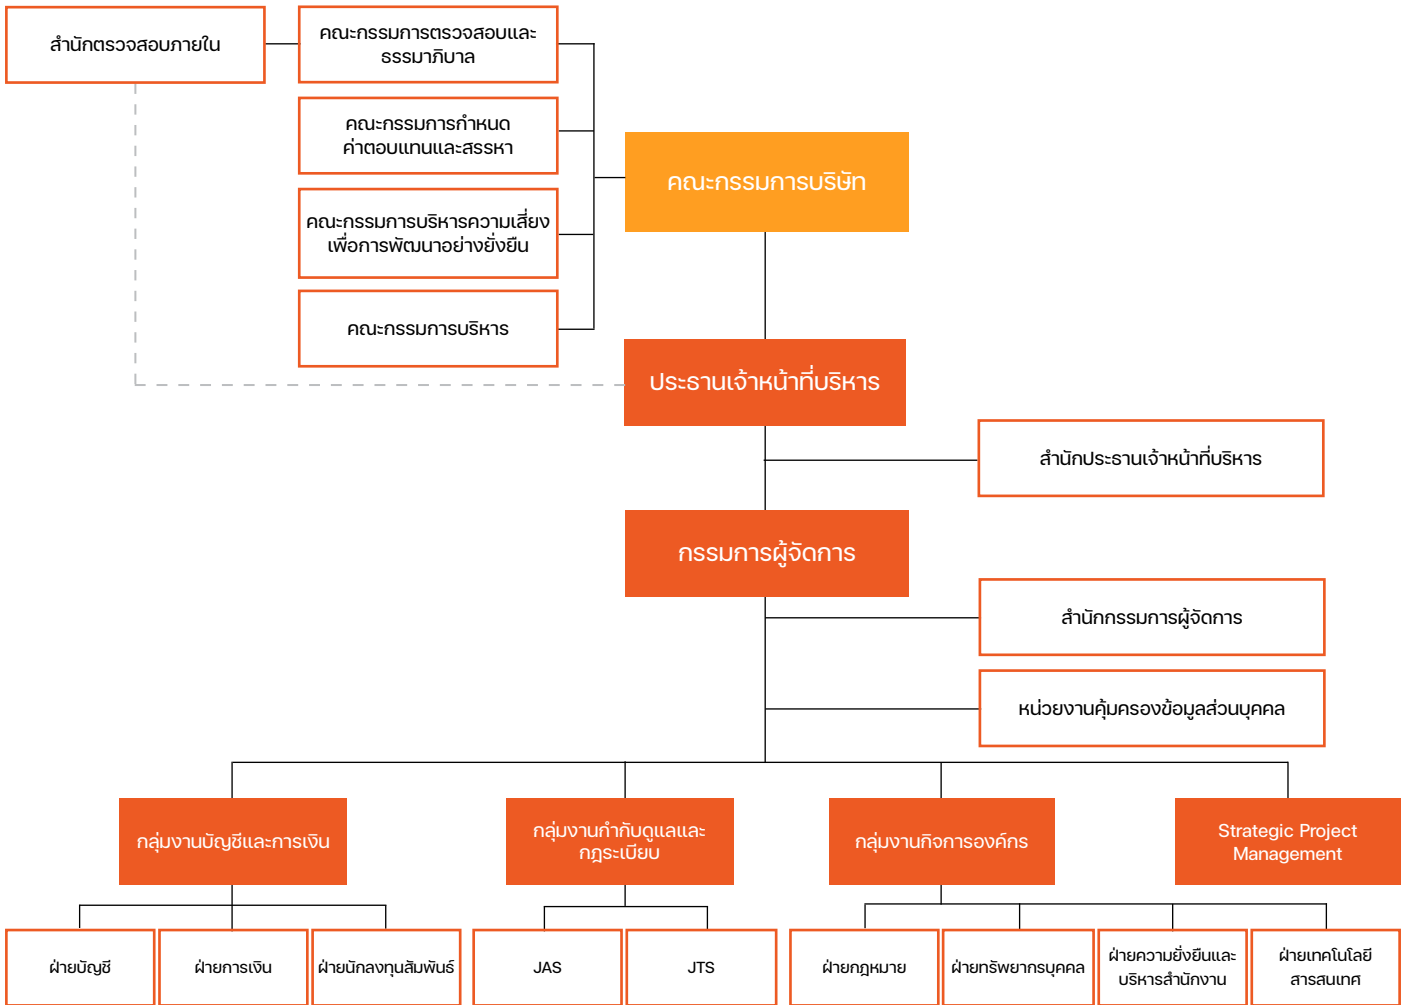 สำนักตรวจสอบภายใน
คณะกรรมการตรวจสอบและ
ธรรมาภิบาล
คณะกรรมการกำหนด
ค่าตอบแทนและสรรหา
คณะกรรมการบริษัท
คณะกรรมการบริหารความเสี่ยง
เพื่อการพัฒนาอย่างยั่งยืน
คณะกรรมการบริหาร
ประธานเจ้าหน้าที่บริหาร
สำนักประธานเจ้าหน้าที่บริหาร
กรรมการผู้จัดการ
สำนักกรรมการผู้จัดการ
หน่วยงานคุ้มครองข้อมูลส่วนบุคคล
กลุ่มงานบัญชีและการเงิน
กลุ่มงานกำกับดูแลและ
กฎระเบียบ
กลุ่มงานกิจการองค์กร
Strategic Project
Management
ฝ่ายบัญชี
ฝ่ายการเงิน
ฝ่ายนักลงทุนสัมพันธ์
JAS
JTS
ฝ่ายกฎหมาย
ฝ่ายทรัพยากรบุคคล
ฝ่ายความยั่งยืนและ
บริหารสำนักงาน
ฝ่ายเทคโนโลยี
สารสนเทศ